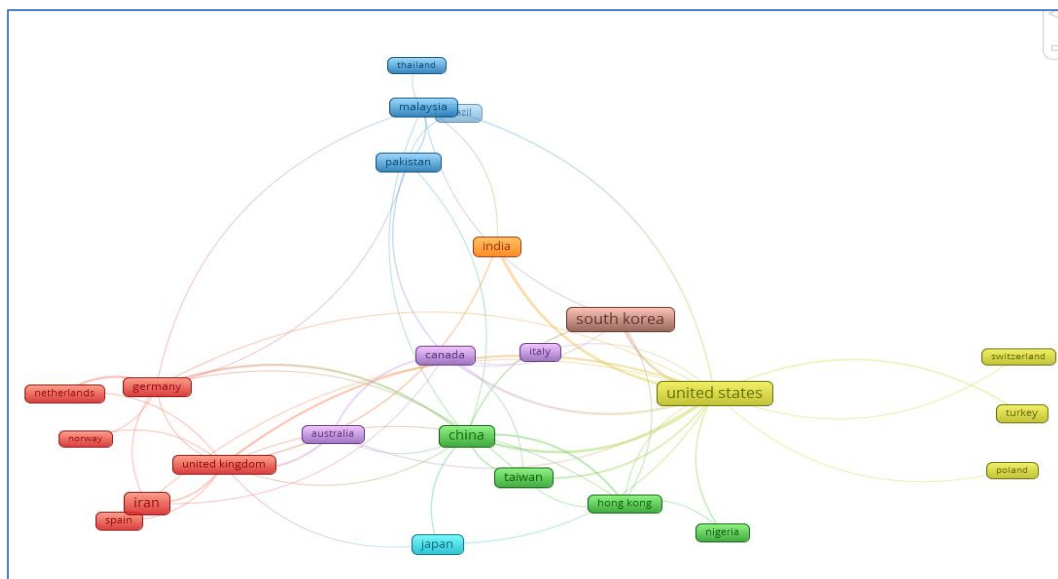 thailand
malaysia
pakistan
india
south korea
canada
italy
switzerland
netherlands
germany
united states
turkey
norway
australia
china
united kingdom
taiwan
poland
iran
hong kong
spain
nigeria
japan